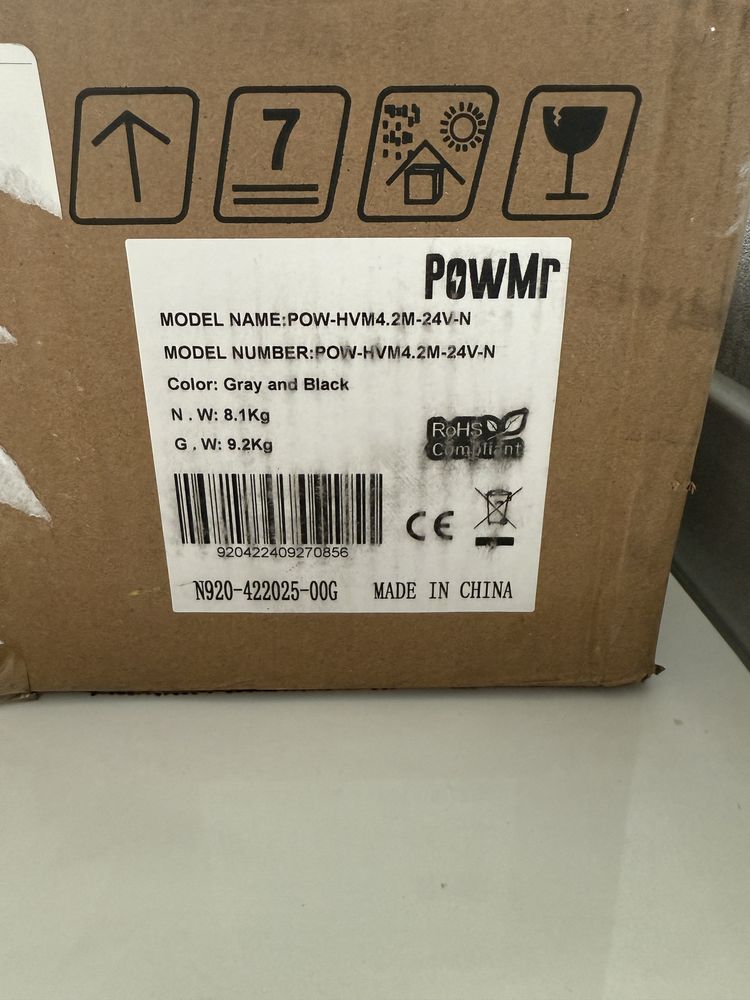 7
PowMr
MODEL NAME:POW-HVM4.2M-24V-N
MODEL NUMBER:POW-HVM4.2M-24V-N
Color: Gray and Black
N . W: 8.1Kg
G . W: 9.2Kg
RoHS
Compliant
CE
920422409270856
N920-422025-00G MADE IN CHINA